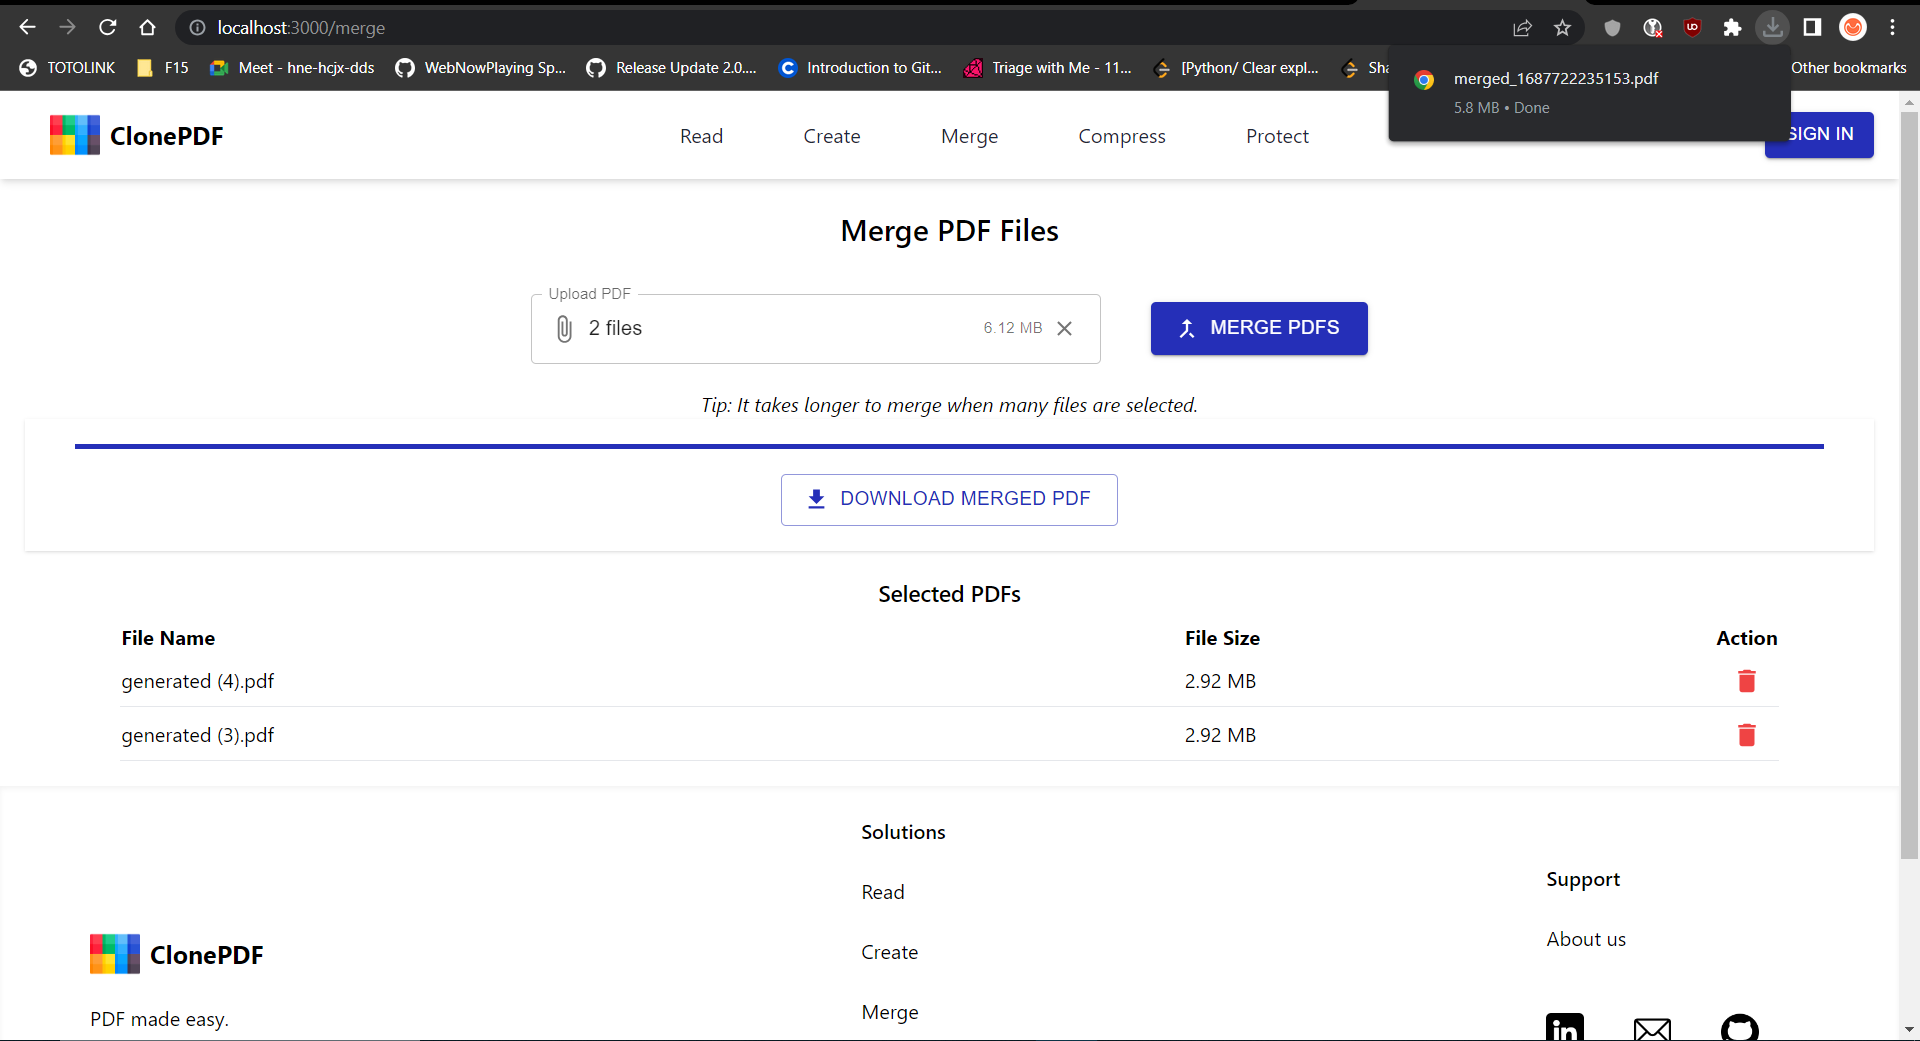 localhost:3000/merge
TOTOLINK
F15
Meet - hne-hcjx-dds
WebNowPlaying Sp...
Release Update 2.0....
Introduction to Git...
Triage with Me - 11...
[Python/ Clear expl...
Sha
Other bookmarks
merged_1687722235153.pdf
5.8 MB • Done
ClonePDF
Read
Create
Merge
Compress
Protect
SIGN IN
Merge PDF Files
Upload PDF
2 files
6.12 MB
MERGE PDFS
Tip: It takes longer to merge when many files are selected.
DOWNLOAD MERGED PDF
Selected PDFs
File Name File Size Action
generated (4).pdf 2.92 MB
generated (3).pdf 2.92 MB
ClonePDF
PDF made easy.
Solutions
Read
Create
Merge
Support
About us